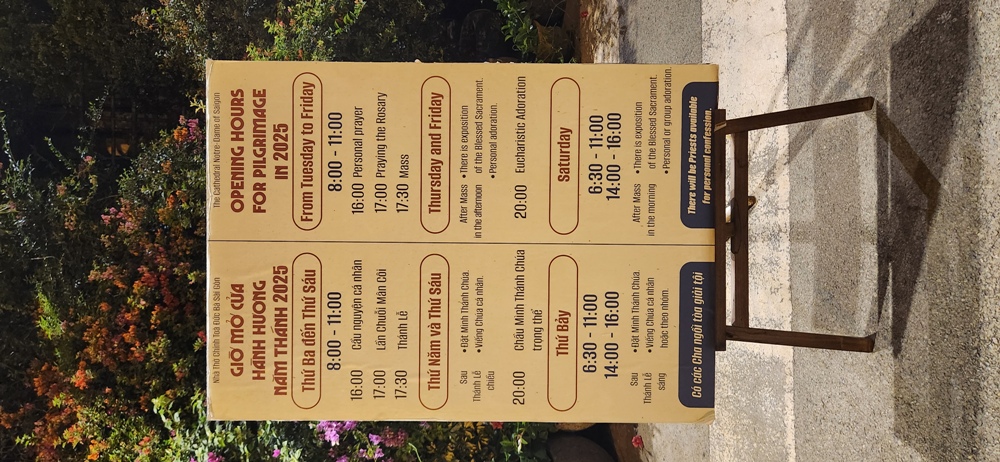 Nhà Thờ Chính Toà Đức Bà Sài Gòn
GIỜ MỞ CỬA
HÀNH HƯƠNG
NĂM THÁNH 2025
Thứ Ba đến Thứ Sáu
8:00 - 11:00
16:00 Cầu nguyện cá nhân
17:00 Lần Chuỗi Mân Côi
17:30 Thánh Lễ
Thứ Năm và Thứ Sáu
Sau
Thánh Lễ
chiều
• Đặt Mình Thánh Chúa.
• Viếng Chúa cá nhân.
20:00 Chầu Mình Thánh Chúa
trọng thể
Thứ Bảy
6:30 - 11:00
14:00 - 16:00
Sau
Thánh Lễ
sáng
• Đặt Mình Thánh Chúa.
• Viếng Chúa cá nhân
hoặc theo nhóm.
Có các Cha ngồi tòa giải tội
The Cathedral Notre-Dame of Saigon
OPENING HOURS
FOR PILGRIMAGE
IN 2025
From Tuesday to Friday
8:00 - 11:00
16:00 Personal prayer
17:00 Praying the Rosary
17:30 Mass
Thursday and Friday
After Mass
in the afternoon
• There is exposition
of the Blessed Sacrament.
• Personal adoration.
20:00 Eucharistic Adoration
Saturday
6:30 - 11:00
14:00 - 16:00
After Mass
in the morning
• There is exposition
of the Blessed Sacrament.
• Personal or group adoration.
There will be Priests available
for personal confession.